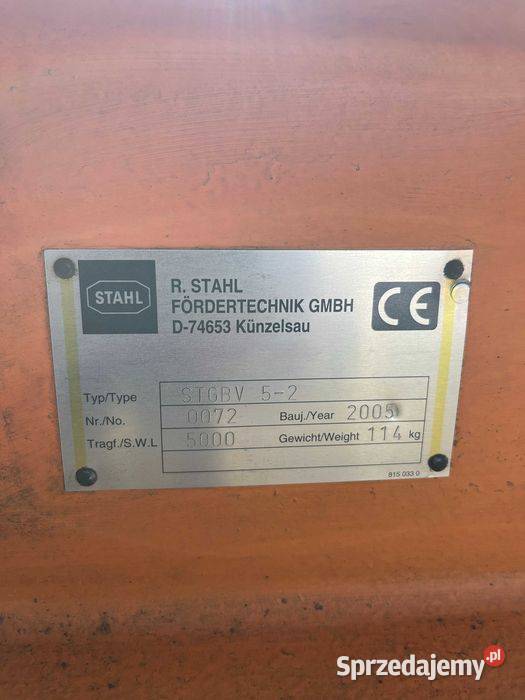 STAHL
R. STAHL
FÖRDERTECHNIK GMBH
D-74653 Künzelsau
CE
Typ/Type STGBV 5-2
Nr./No. 0072 Bauj./Year 2005
Tragf./S.W.L 5000 Gewicht/Weight 114 kg
815 033 0
Sprzedajemy.pl